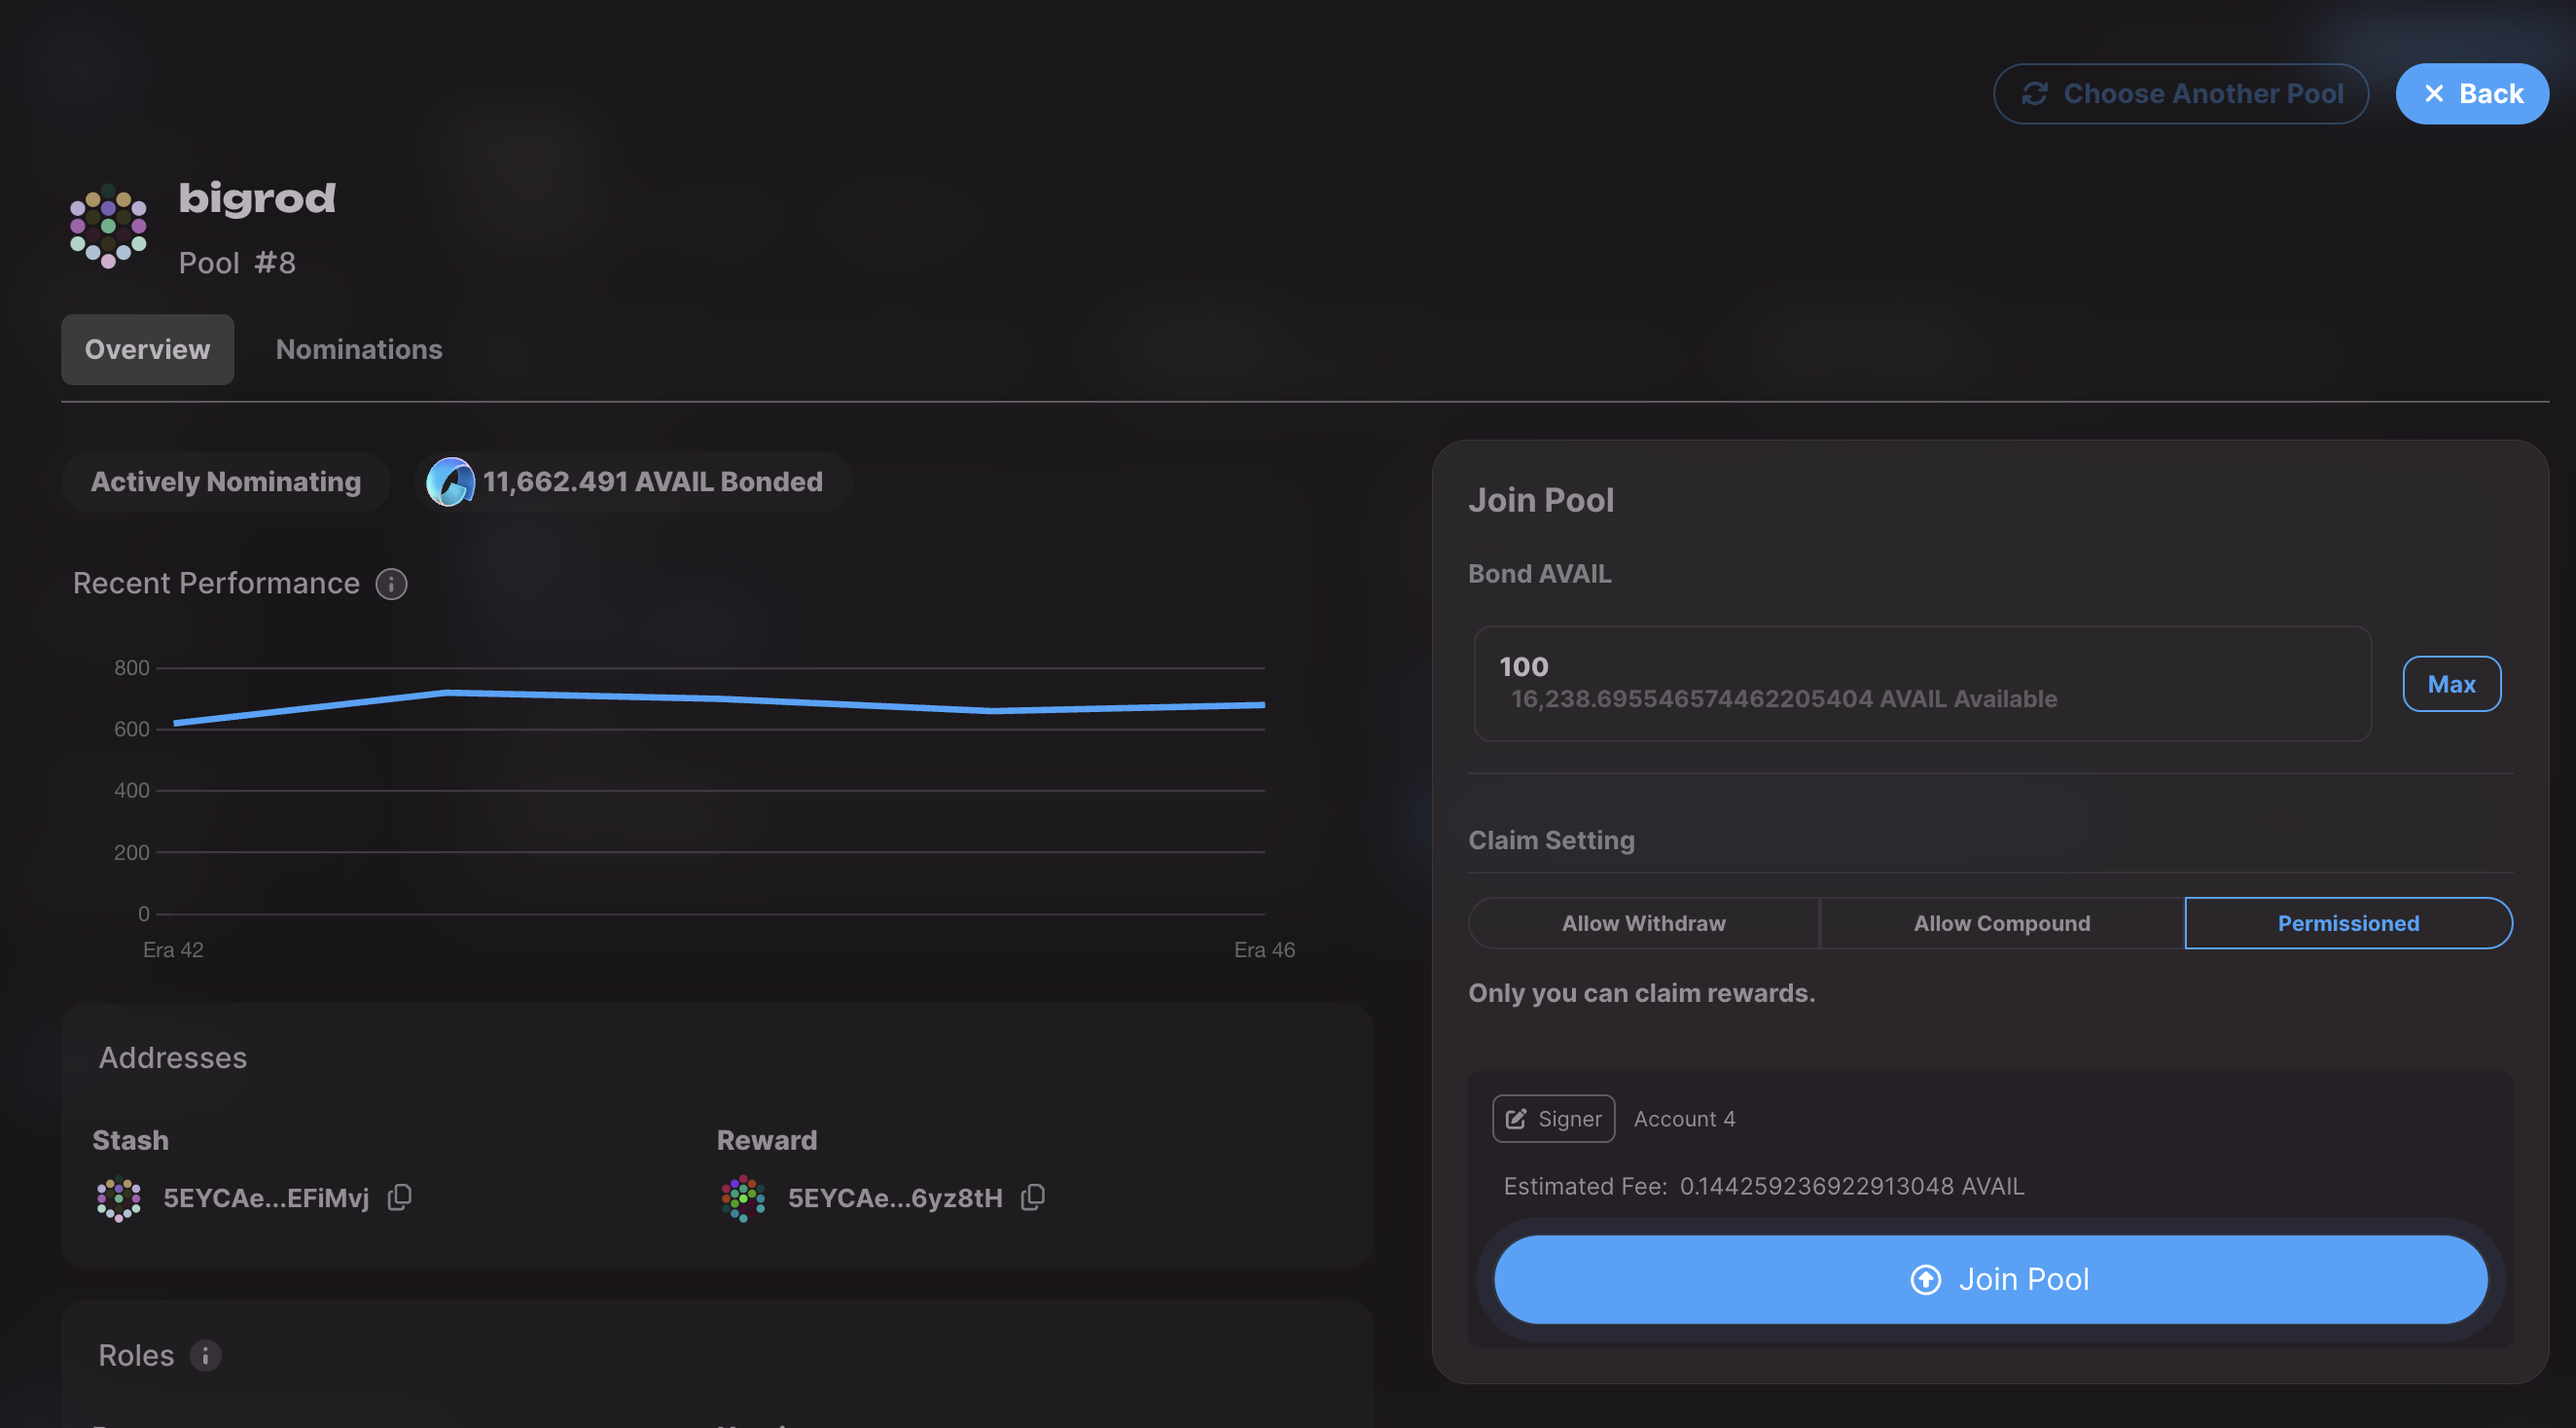 Choose Another Pool
Back
bigrod
Pool #8
Overview
Nominations
Actively Nominating
11,662.491 AVAIL Bonded
Recent Performance
800
600
400
200
0
Era 42
Era 46
Addresses
Stash
5EYCAe...EFiMvj
Reward
5EYCAe...6yz8tH
Roles
Join Pool
Bond AVAIL
100
16,238.695546574462205404 AVAIL Available
Max
Claim Setting
Allow Withdraw
Allow Compound
Permissioned
Only you can claim rewards.
Signer
Account 4
Estimated Fee: 0.144259236922913048 AVAIL
Join Pool